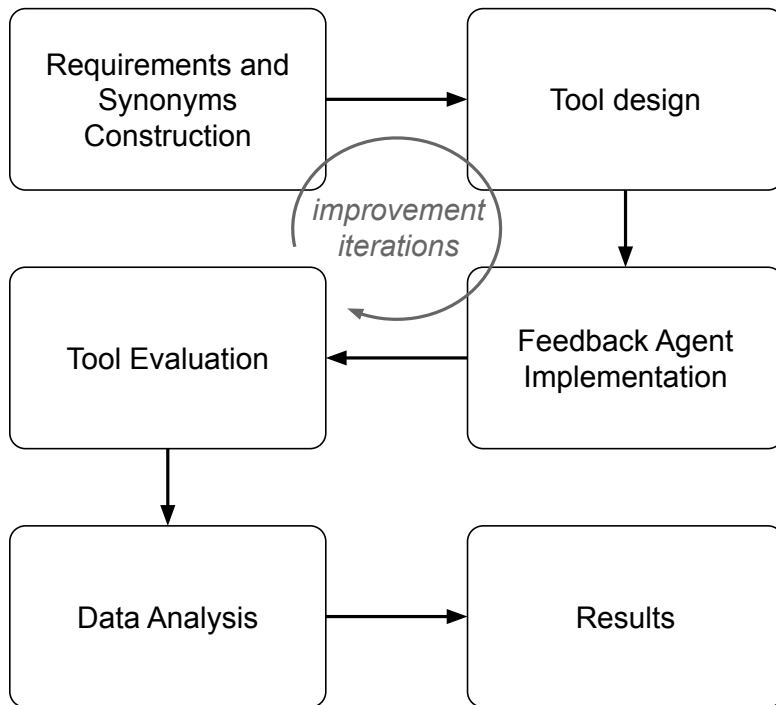 Requirements and
Synonyms
Construction
Tool design
improvement
iterations
Tool Evaluation
Feedback Agent
Implementation
Data Analysis
Results